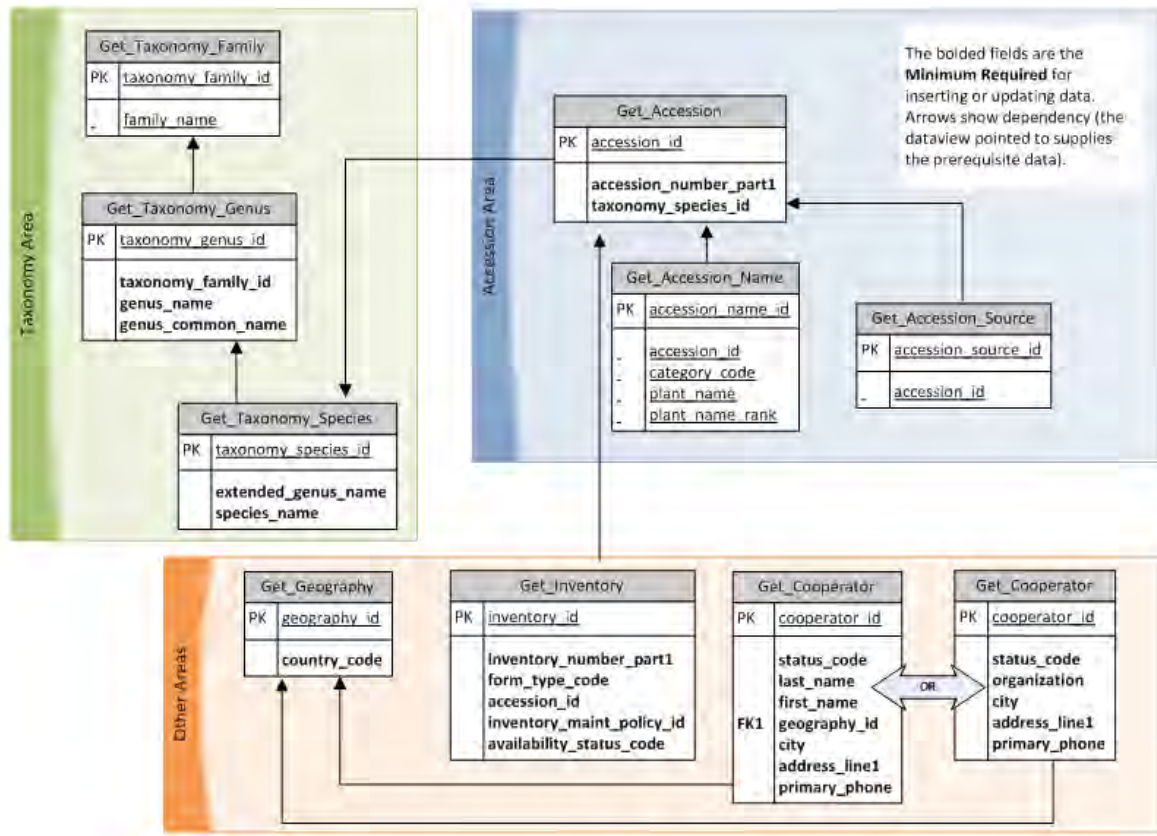 Taxonomy Area
Get_Taxonomy_Family
PK taxonomy_family_id
- family_name
Get_Taxonomy_Genus
PK taxonomy_genus_id
taxonomy_family_id
genus_name
genus_common_name
Get_Taxonomy_Species
PK taxonomy_species_id
extended_genus_name
species_name
Accession Area
Get_Accession
PK accession_id
accession_number_part1
taxonomy_species_id
The bolded fields are the
Minimum Required for
inserting or updating data.
Arrows show dependency (the
dataview pointed to supplies
the prerequisite data).
Get_Accession_Name
PK accession_name_id
- accession_id
- category_code
- plant_name
- plant_name_rank
Get_Accession_Source
PK accession_source_id
- accession_id
Other Areas
Get_Geography
PK geography_id
country_code
Get_Inventory
PK inventory_id
inventory_number_part1
form_type_code
accession_id
inventory_maint_policy_id
availability_status_code
Get_Cooperator
PK cooperator_id
status_code
last_name
first_name
FK1 geography_id
city
address_line1
primary_phone
OR
Get_Cooperator
PK cooperator_id
status_code
organization
city
address_line1
primary_phone